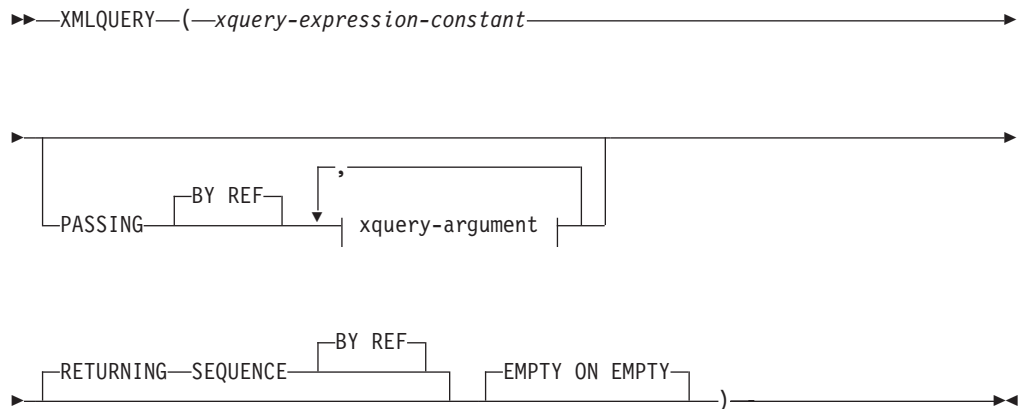 XMLQUERY ( xquery-expression-constant
,
BY REF
PASSING xquery-argument
BY REF
RETURNING SEQUENCE EMPTY ON EMPTY
)